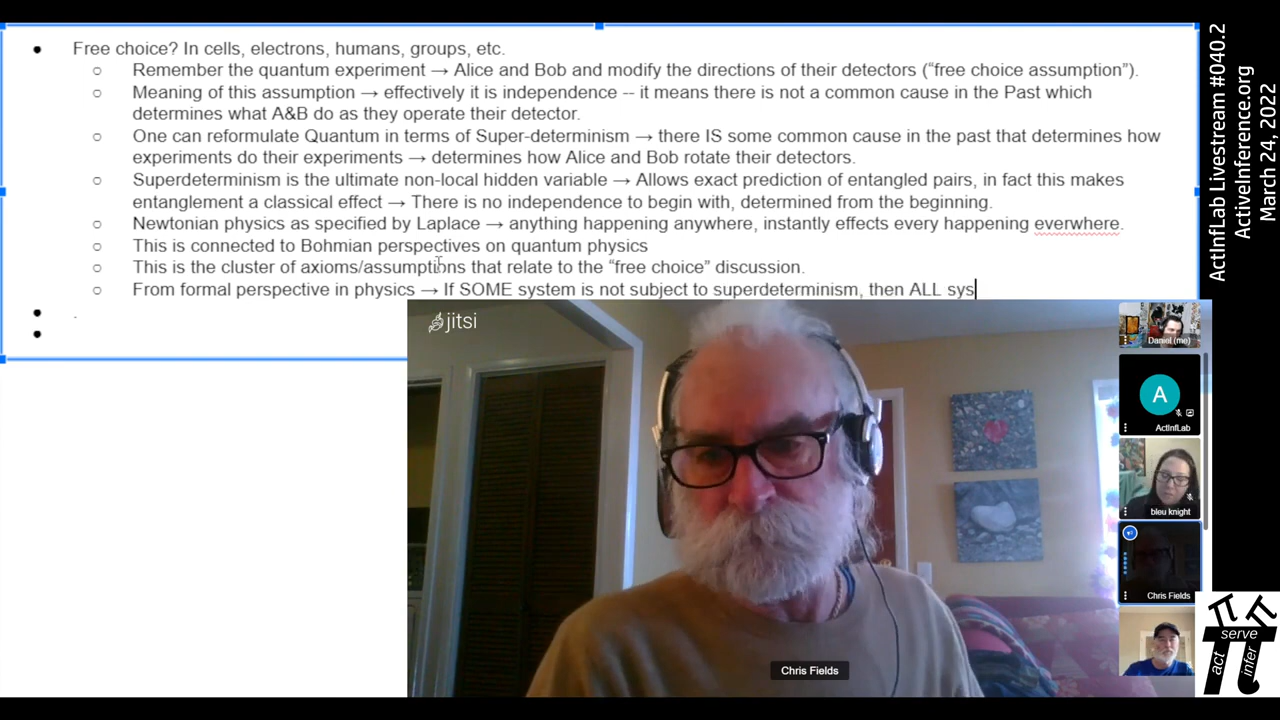 Free choice? In cells, electrons, humans, groups, etc.
Remember the quantum experiment → Alice and Bob and modify the directions of their detectors (“free choice assumption”).
Meaning of this assumption → effectively it is independence -- it means there is not a common cause in the Past which
determines what A&B do as they operate their detector.
One can reformulate Quantum in terms of Super-determinism → there IS some common cause in the past that determines how
experiments do their experiments → determines how Alice and Bob rotate their detectors.
Superdeterminism is the ultimate non-local hidden variable → Allows exact prediction of entangled pairs, in fact this makes
entanglement a classical effect → There is no independence to begin with, determined from the beginning.
Newtonian physics as specified by Laplace → anything happening anywhere, instantly effects every happening everwhere.
This is connected to Bohmian perspectives on quantum physics
This is the cluster of axioms/assumptions that relate to the “free choice” discussion.
From formal perspective in physics → If SOME system is not subject to superdeterminism, then ALL sys
jitsi
Chris Fields
Daniel (me)
A
ActInfLab
bleu knight
Chris Fields
ActInfLab Livestream #040.2
ActiveInference.org
March 24, 2022
serve
act
infer